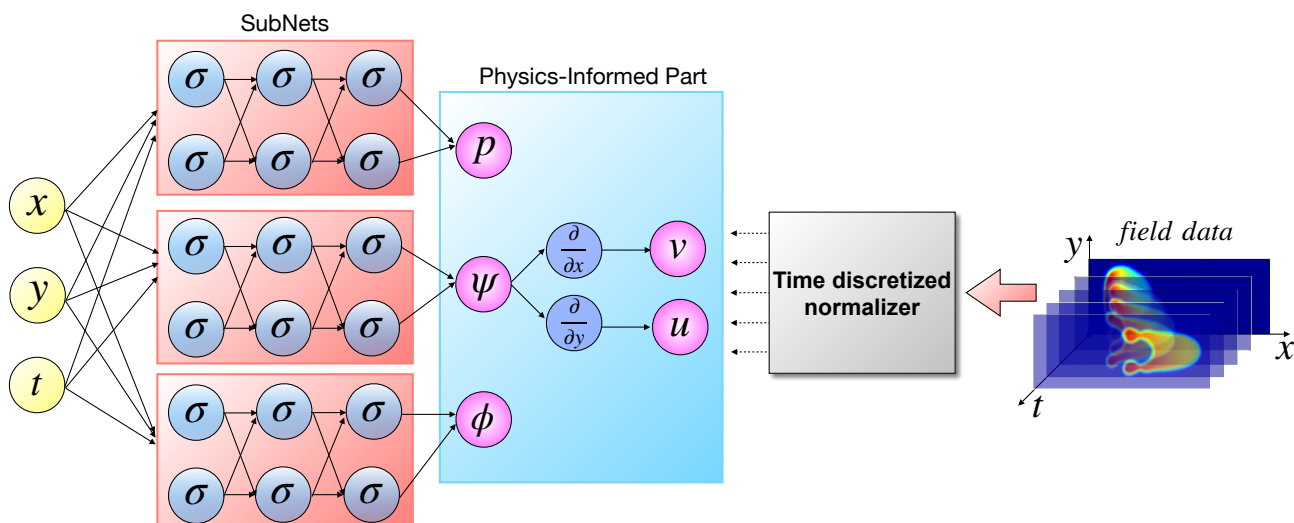 SubNets
σ σ σ
σ σ σ
Physics-Informed Part
p
x
y
t
σ σ σ
σ σ σ
ψ
∂/∂x
v
∂/∂y
u
σ σ σ
σ σ σ
ϕ
Time discretized
normalizer
field data
y
x
t